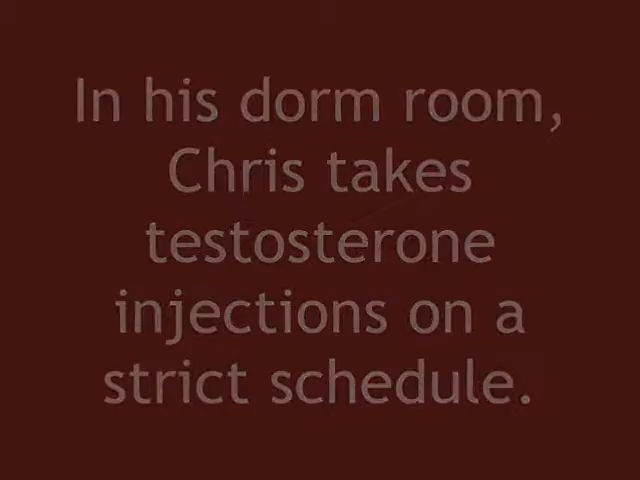 In his dorm room,
Chris takes
testosterone
injections on a
strict schedule.